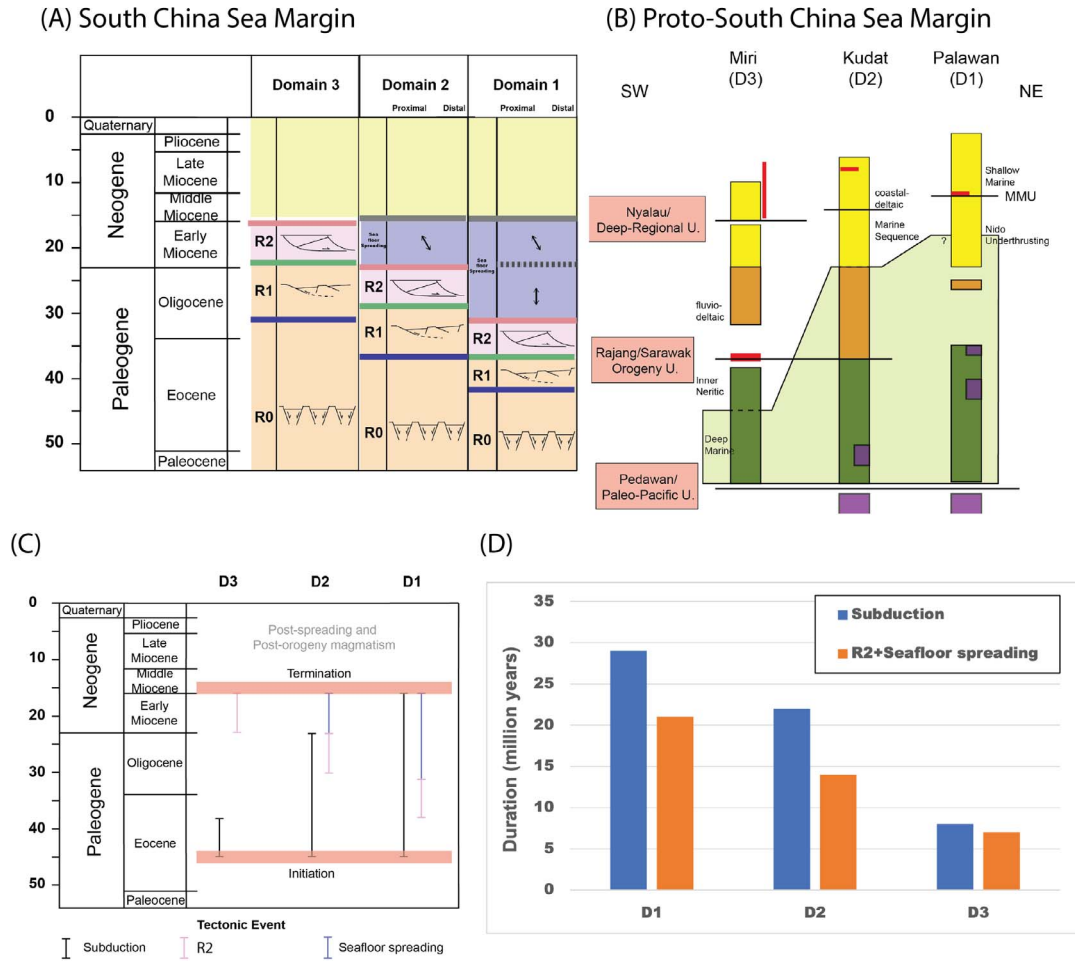 (A) South China Sea Margin
Domain 3
Domain 2
Domain 1
Proximal Distal
Proximal Distal
0
10
20
30
40
50
Quaternary
Neogene
Paleogene
Pliocene
Late
Miocene
Middle
Miocene
Early
Miocene
Oligocene
Eocene
Paleocene
R2
R1
R0
Sea
floor
Spreading
R2
R1
R0
Sea
floor
Spreading
R2
R1
R0
(B) Proto-South China Sea Margin
Miri
(D3)
Kudat
(D2)
Palawan
(D1)
SW
NE
Nyalau/
Deep-Regional U.
Rajang/Sarawak
Orogeny U.
Pedawan/
Paleo-Pacific U.
fluvio-
deltaic
Inner
Neritic
Deep
Marine
coastal-
deltaic
Marine
Sequence
Shallow
Marine
MMU
Nido
?
Underthrusting
(C)
D3
D2
D1
0
10
20
30
40
50
Quaternary
Neogene
Paleogene
Pliocene
Late
Miocene
Middle
Miocene
Early
Miocene
Oligocene
Eocene
Paleocene
Post-spreading and
Post-orogeny magmatism
Termination
Initiation
Tectonic Event
Subduction
R2
Seafloor spreading
(D)
Duration (million years)
35
30
25
20
15
10
5
0
Subduction
R2+Seafloor spreading
D1
D2
D3